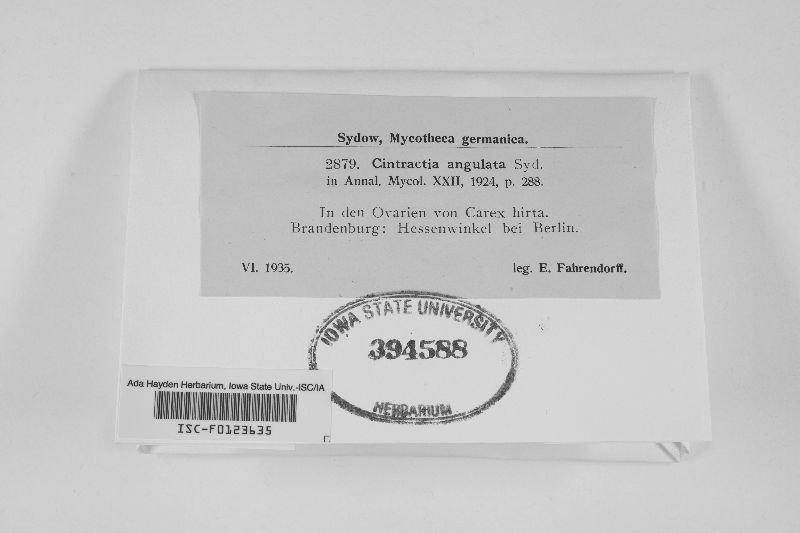 Sydow, Mycotheca germanica.
2879. Cintractia angulata Syd.
in Annal. Mycol. XXII, 1924, p. 288.
In den Ovarien von Carex hirta.
Brandenburg: Hessenwinkel bei Berlin.
VI. 1935. leg. E. Fahrendorff.
IOWA STATE UNIVERSITY
394588
HERBARIUM
Ada Hayden Herbarium, Iowa State Univ.-ISC/IA
ISC-F0123635